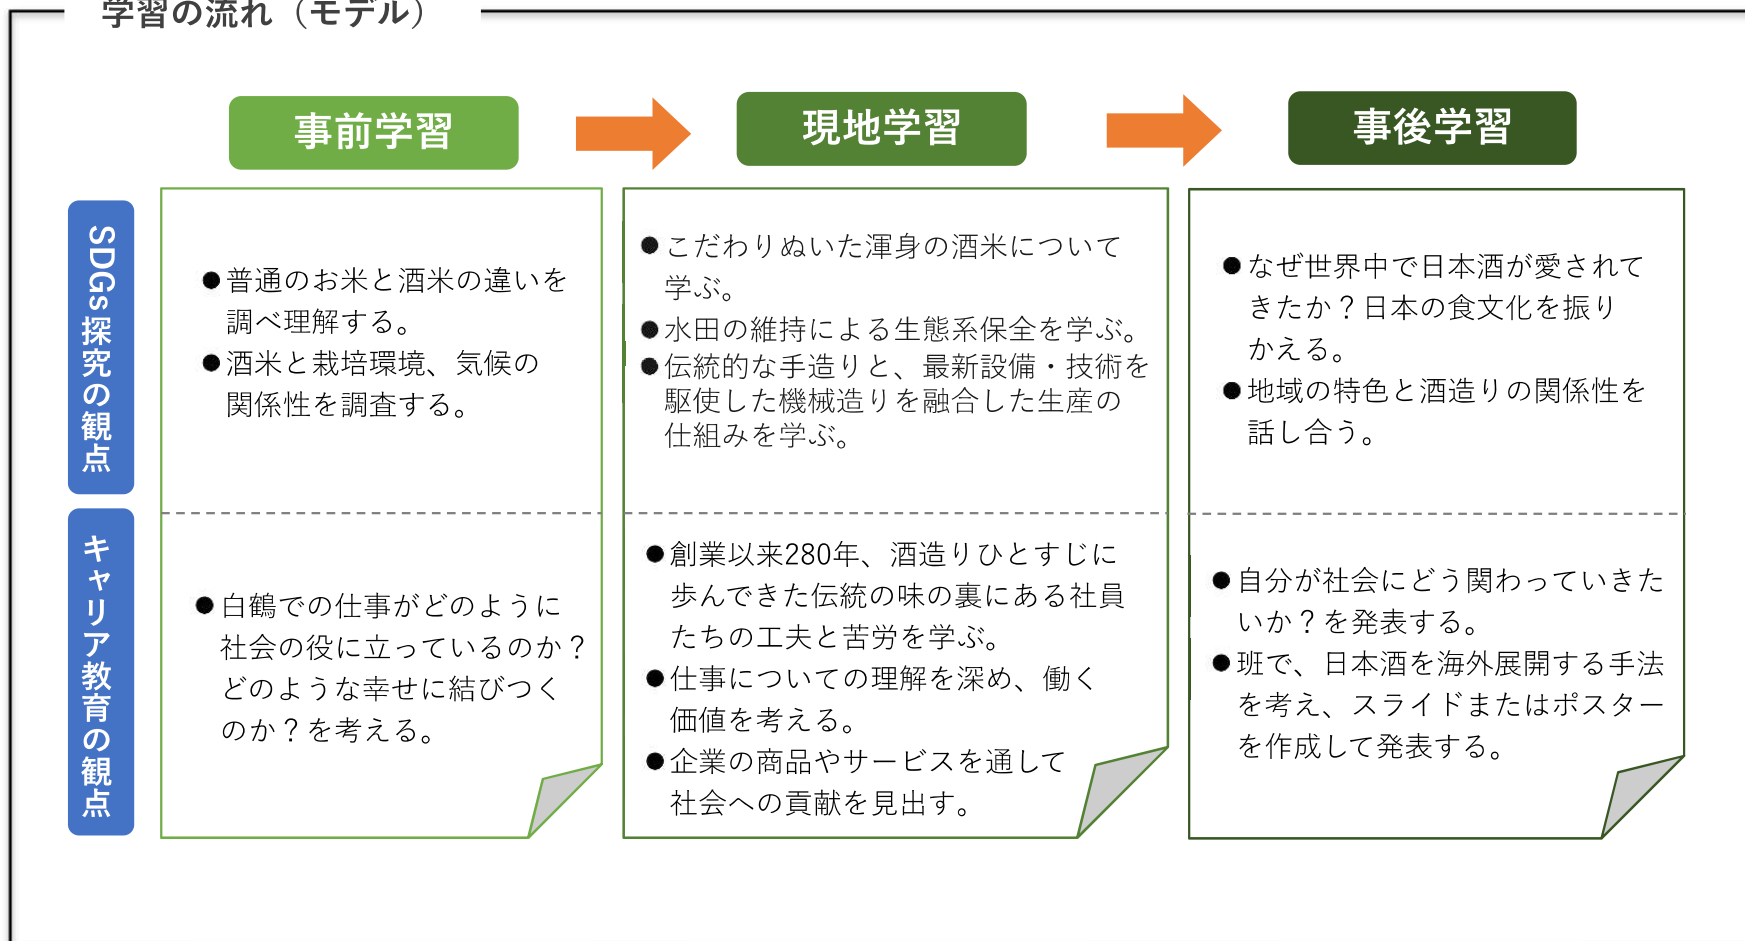 学習の流れ（モデル）
事前学習
現地学習
事後学習
SDGs探究の観点
●普通のお米と酒米の違いを
調べ理解する。
●酒米と栽培環境、気候の
関係性を調査する。
●こだわりぬいた渾身の酒米について
学ぶ。
●水田の維持による生態系保全を学ぶ。
●伝統的な手造りと、最新設備・技術を
駆使した機械造りを融合した生産の
仕組みを学ぶ。
●なぜ世界中で日本酒が愛されて
きたか？日本の食文化を振り
かえる。
●地域の特色と酒造りの関係性を
話し合う。
キャリア教育の観点
●白鶴での仕事がどのように
社会の役に立っているのか？
どのような幸せに結びつく
のか？を考える。
●創業以来280年、酒造りひとすじに
歩んできた伝統の味の裏にある社員
たちの工夫と苦労を学ぶ。
●仕事についての理解を深め、働く
価値を考える。
●企業の商品やサービスを通して
社会への貢献を見出す。
●自分が社会にどう関わっていきた
いか？を発表する。
●班で、日本酒を海外展開する手法
を考え、スライドまたはポスター
を作成して発表する。